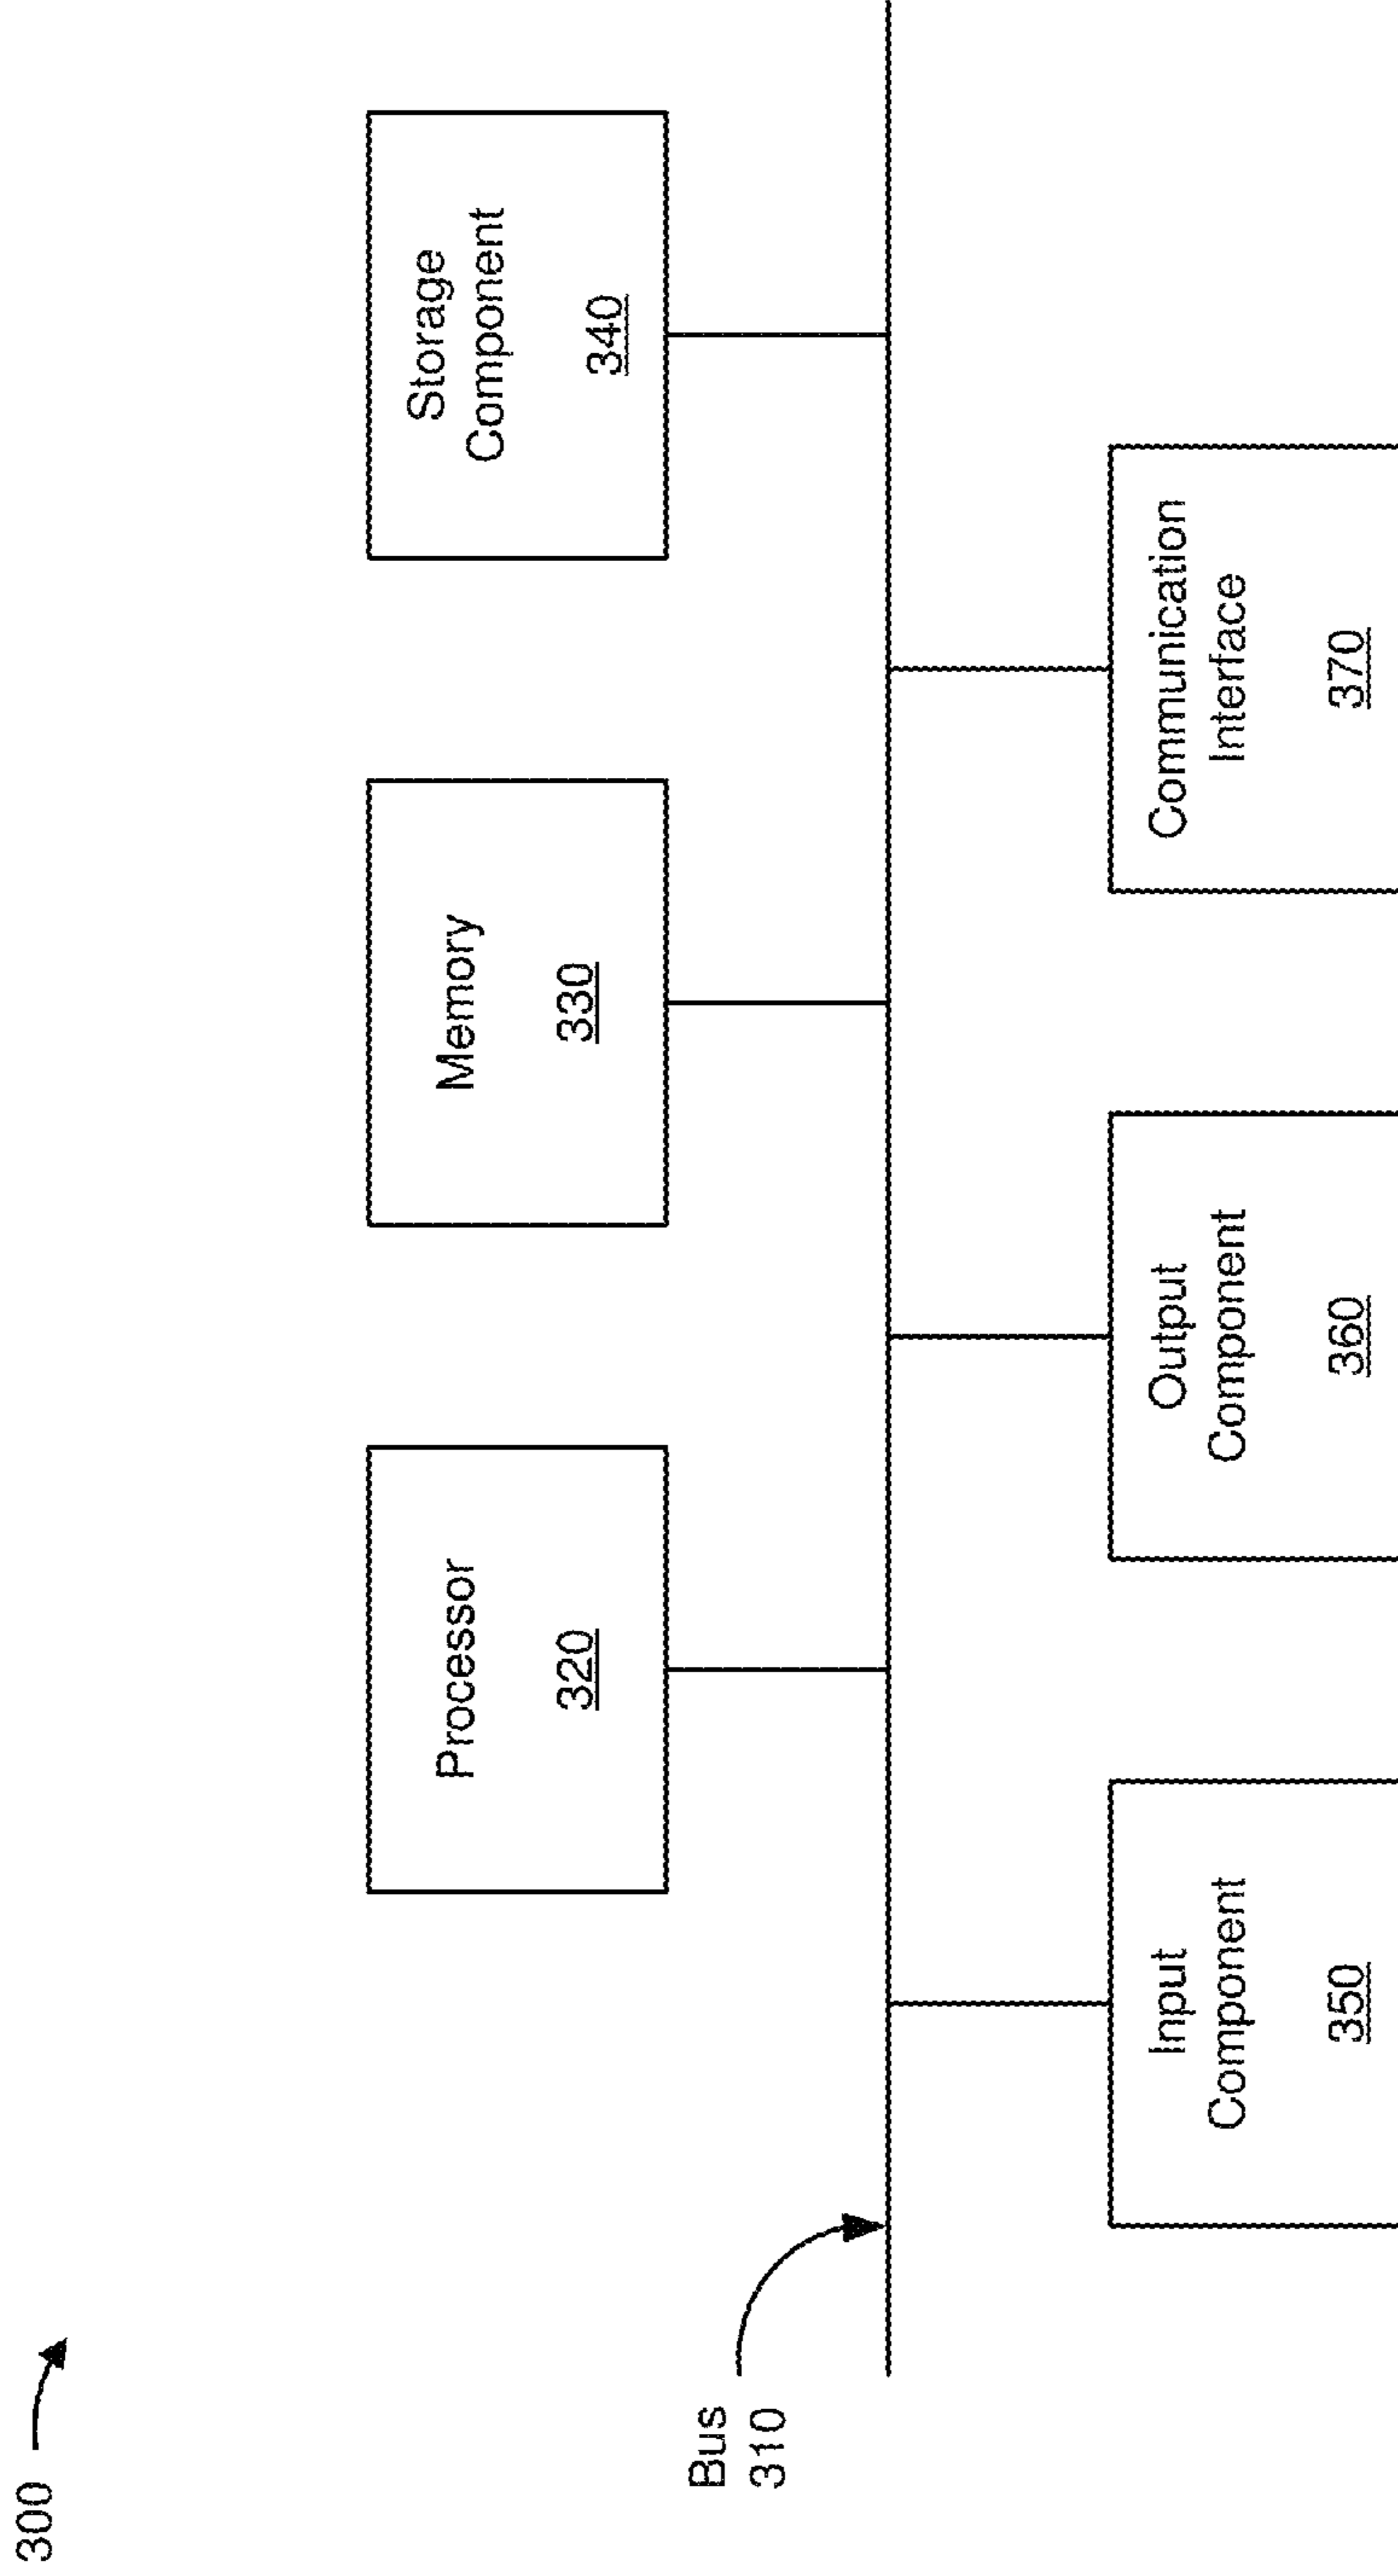 300
Processor
320
Memory
330
Storage
Component
340
Bus
310
Input
Component
350
Output
Component
360
Communication
Interface
370